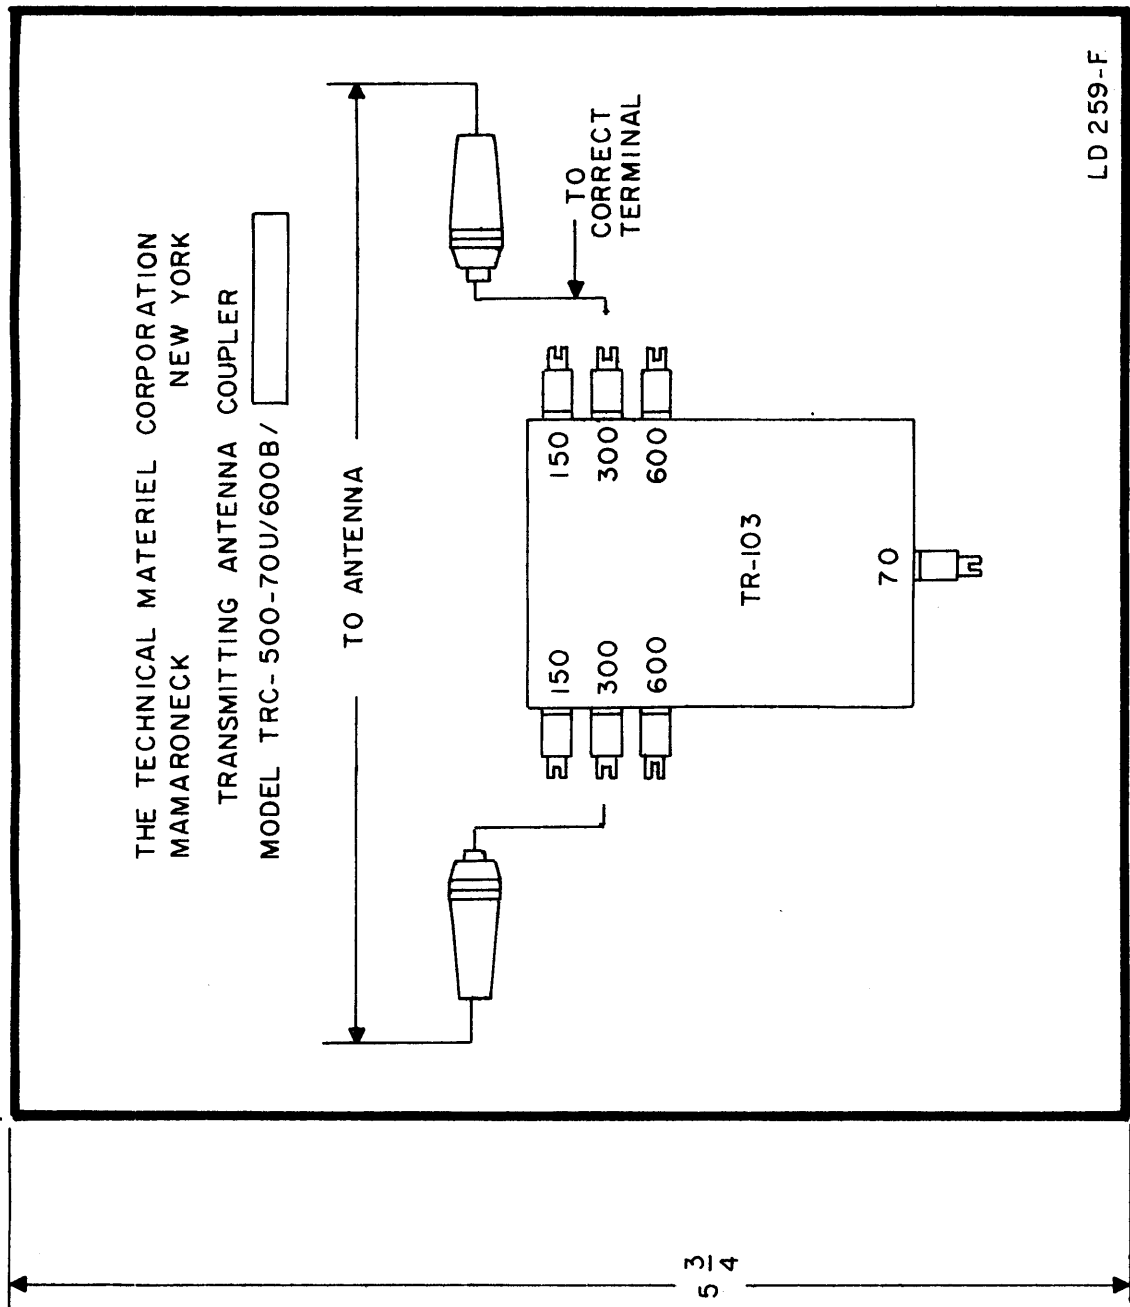 THE TECHNICAL MATERIEL CORPORATION
MAMARONECK NEW YORK
TRANSMITTING ANTENNA COUPLER
MODEL TRC-500-70U/600B/
TO ANTENNA
TO
CORRECT
TERMINAL
150 150
300 300
600 600
TR-103
70
LD 259-F
5 3/4